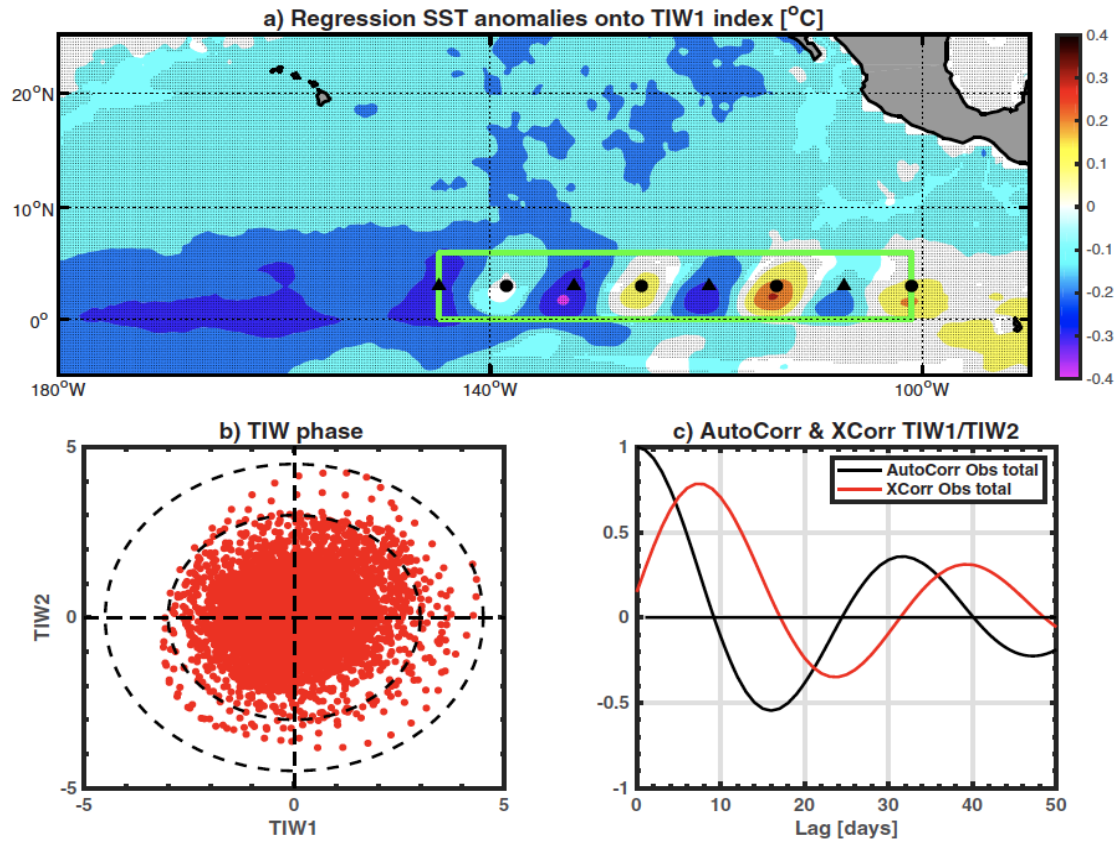 a) Regression SST anomalies onto TIW1 index [°C]
20°N
10°N
0°
180°W
140°W
100°W
0.4
0.3
0.2
0.1
0
-0.1
-0.2
-0.3
-0.4
b) TIW phase
5
0
-5
TIW2
-5
0
5
TIW1
c) AutoCorr & XCorr TIW1/TIW2
AutoCorr Obs total
XCorr Obs total
1
0.5
0
-0.5
-1
0
10
20
30
40
50
Lag [days]